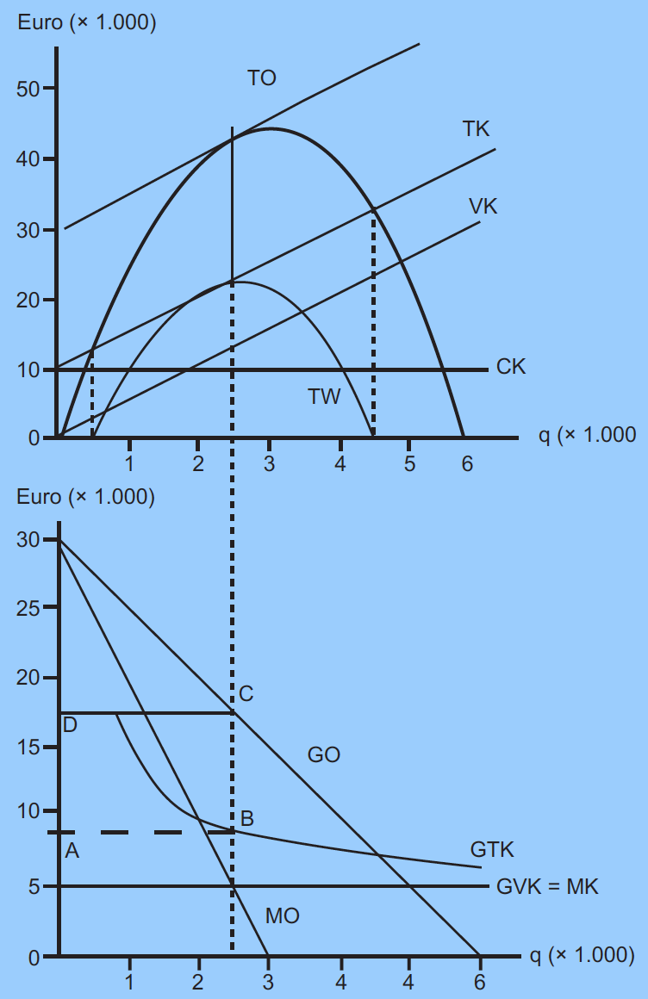 Euro (× 1.000)
TO
50
TK
40
VK
30
20
10
CK
TW
0
q (× 1.000
1 2 3 4 5 6
Euro (× 1.000)
30
25
20
C
D
15
GO
10
B
A
GTK
5
GVK = MK
MO
0
q (× 1.000)
1 2 3 4 4 6